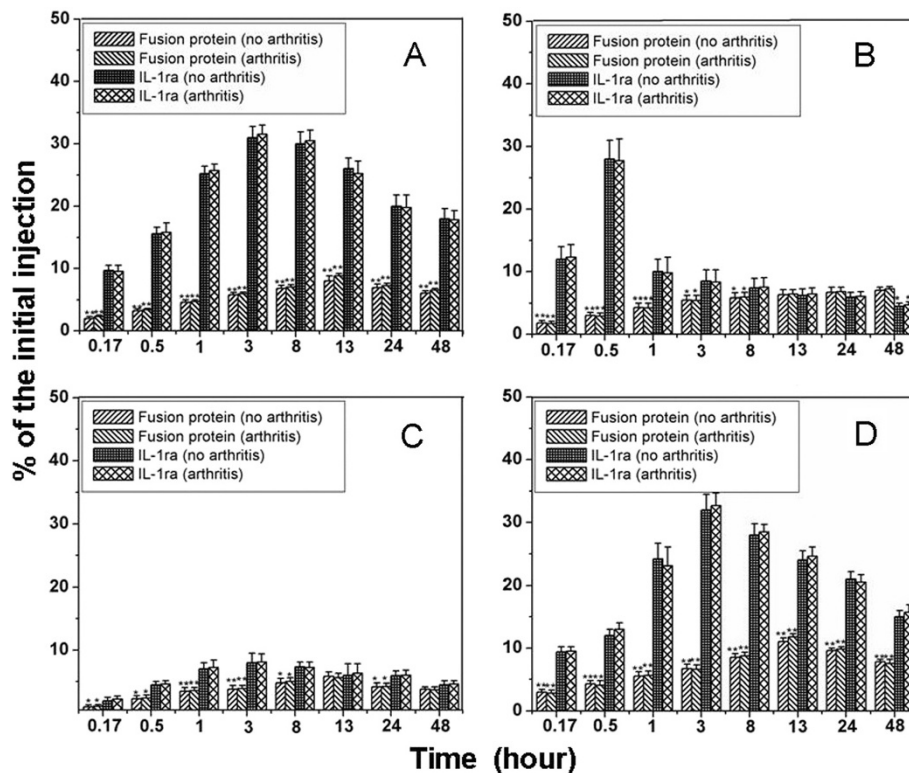 % of the initial injection
50
40
30
20
10
0
Fusion protein (no arthritis)
Fusion protein (arthritis)
IL-1ra (no arthritis)
IL-1ra (arthritis)
A
0.17 0.5 1 3 8 13 24 48
50
40
30
20
10
0
Fusion protein (no arthritis)
Fusion protein (arthritis)
IL-1ra (no arthritis)
IL-1ra (arthritis)
B
0.17 0.5 1 3 8 13 24 48
50
40
30
20
10
Fusion protein (no arthritis)
Fusion protein (arthritis)
IL-1ra (no arthritis)
IL-1ra (arthritis)
C
0.17 0.5 1 3 8 13 24 48
50
40
30
20
10
0
Fusion protein (no arthritis)
Fusion protein (arthritis)
IL-1ra (no arthritis)
IL-1ra (arthritis)
D
0.17 0.5 1 3 8 13 24 48
Time (hour)